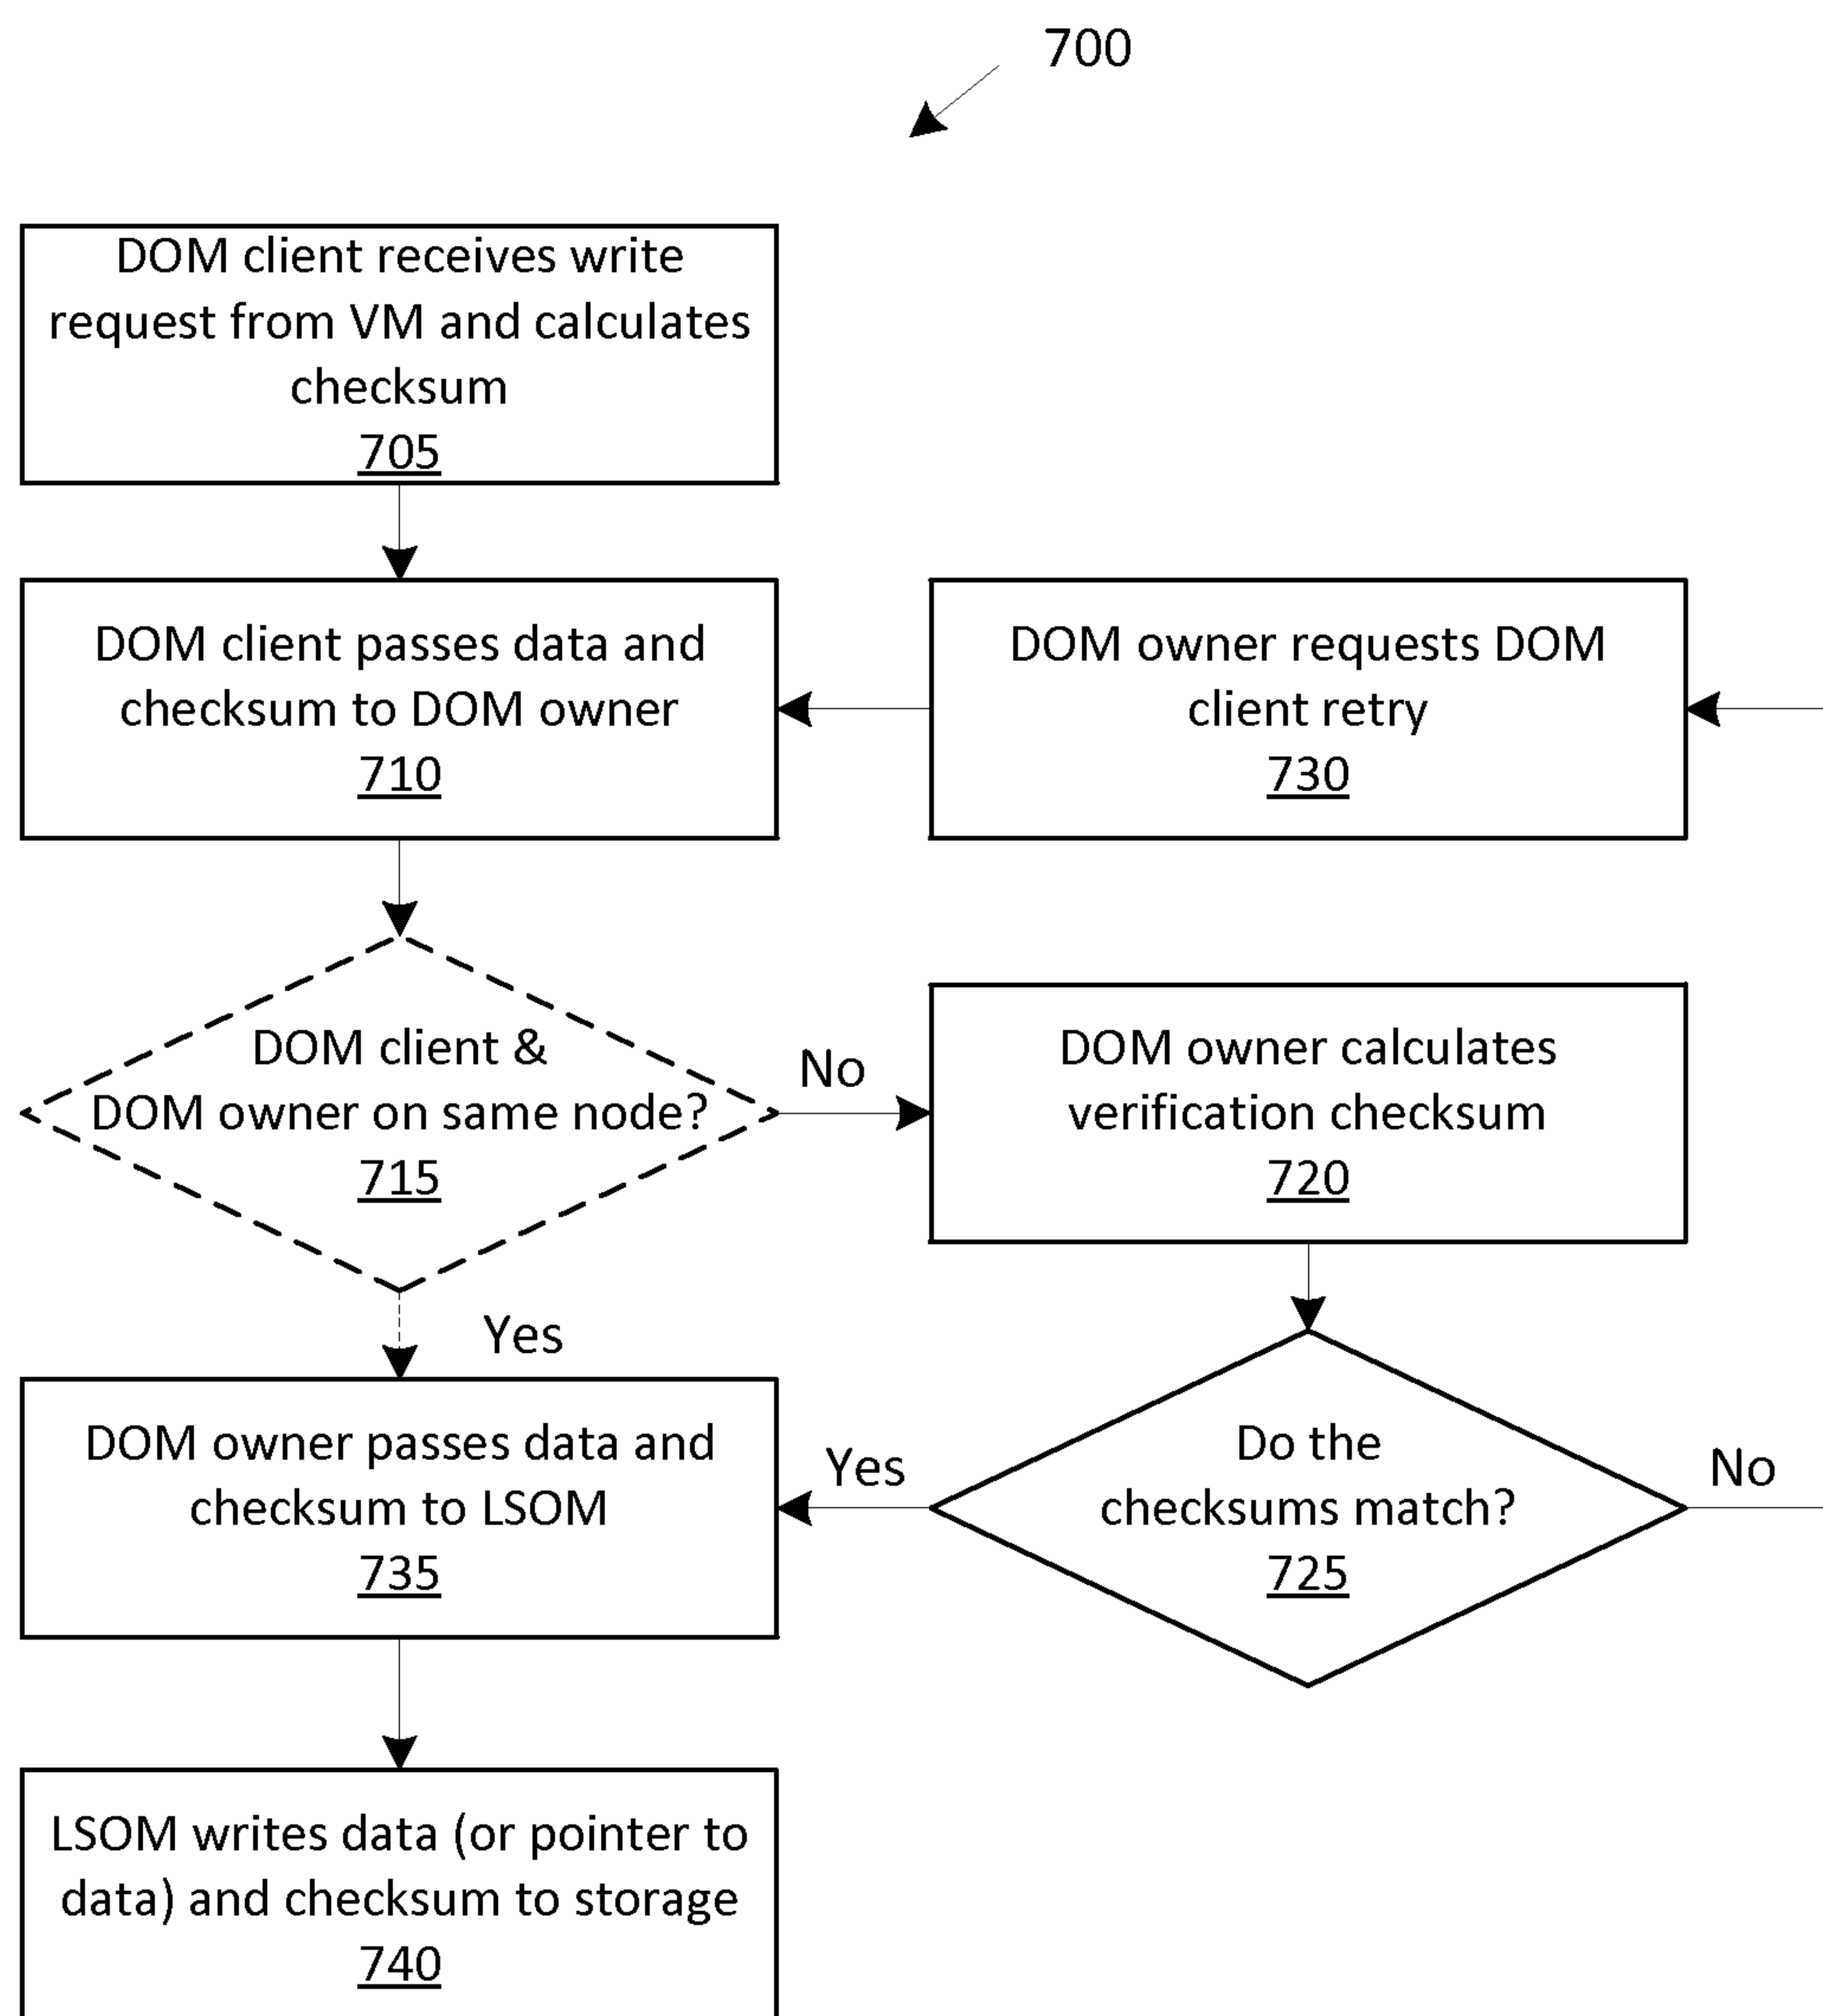 700
DOM client receives write
request from VM and calculates
checksum
705
DOM client passes data and
checksum to DOM owner
710
DOM owner requests DOM
client retry
730
DOM client &
DOM owner on same node?
715
No
DOM owner calculates
verification checksum
720
Yes
DOM owner passes data and
checksum to LSOM
735
Yes
Do the
checksums match?
725
No
LSOM writes data (or pointer to
data) and checksum to storage
740